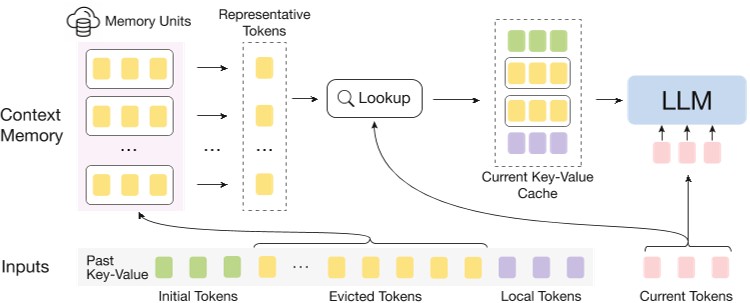 Memory Units
Representative
Tokens
Context
Memory
...
...
...
Lookup
Current Key-Value
Cache
LLM
Inputs
Past
Key-Value
...
Initial Tokens
Evicted Tokens
Local Tokens
Current Tokens